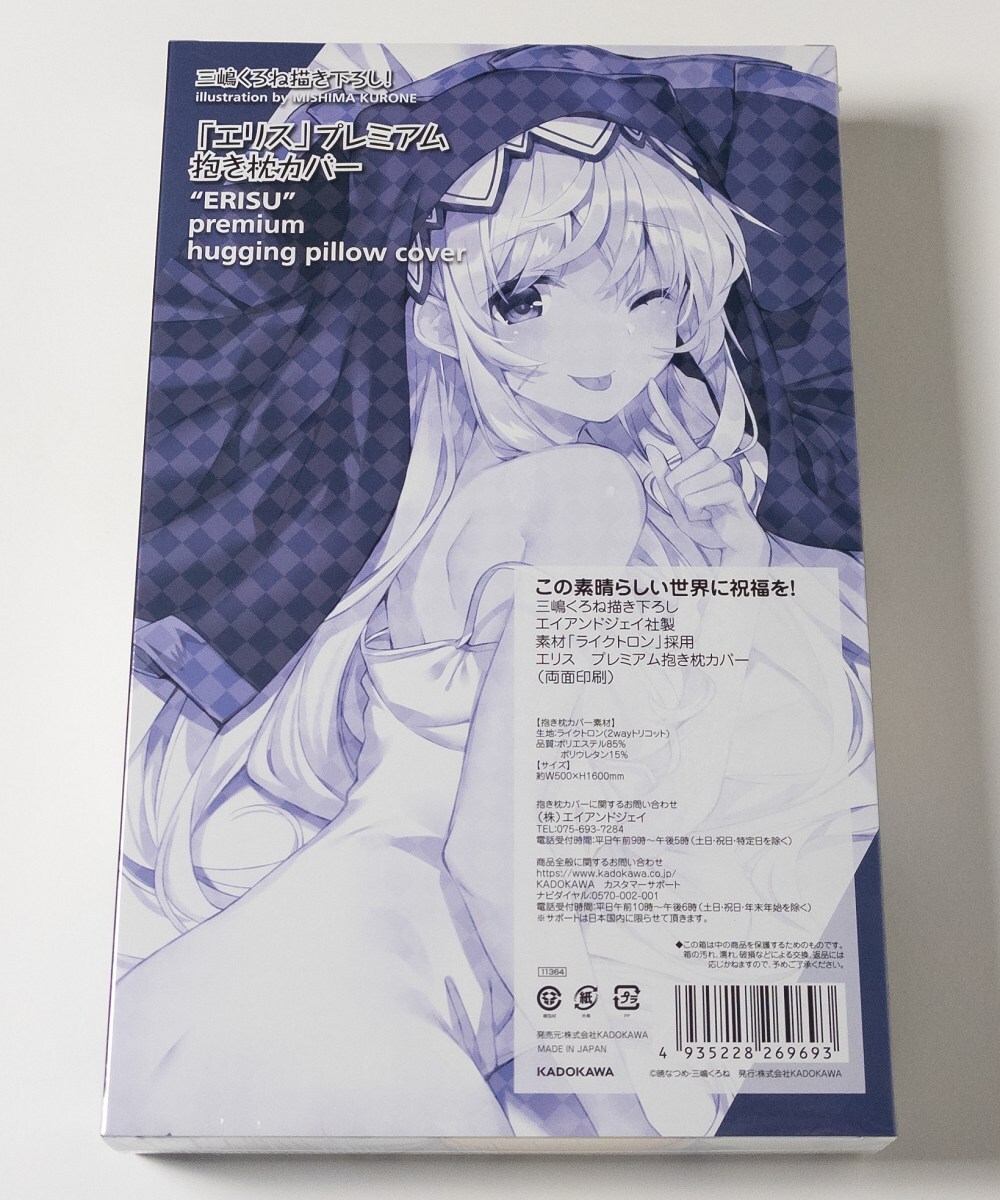 三嶋くろね描き下ろし!
illustration by MISHIMA KURONE
「エリス」プレミアム
抱き枕カバー
“ERISU”
premium
hugging pillow cover
この素晴らしい世界に祝福を!
三嶋くろね描き下ろし
エイアンドジェイ社製
素材「ライクトロン」採用
エリス　プレミアム抱き枕カバー
（両面印刷）
【抱き枕カバー素材】
生地:ライクトロン(2wayトリコット)
品質:ポリエステル85%
ポリウレタン15%
【サイズ】
約W500×H1600mm
抱き枕カバーに関するお問い合わせ
（株）エイアンドジェイ
TEL:075-693-7284
電話受付時間:平日午前9時〜午後5時（土日・祝日・特定日を除く）
商品全般に関するお問い合わせ
https://www.kadokawa.co.jp/
KADOKAWA　カスタマーサポート
ナビダイヤル:0570-002-001
電話受付時間:平日午前10時〜午後6時（土日・祝日・年末年始を除く）
※サポートは日本国内に限らせて頂きます。
◆この箱は中の商品を保護するためのものです。
箱の汚れ、濡れ、破損などによる交換、返品には
応じかねますので、予めご了承ください。
11364
紙 プラ
PP
発売元:株式会社KADOKAWA
MADE IN JAPAN
4 935228 269693
KADOKAWA
©暁なつめ・三嶋くろね　発行:株式会社KADOKAWA